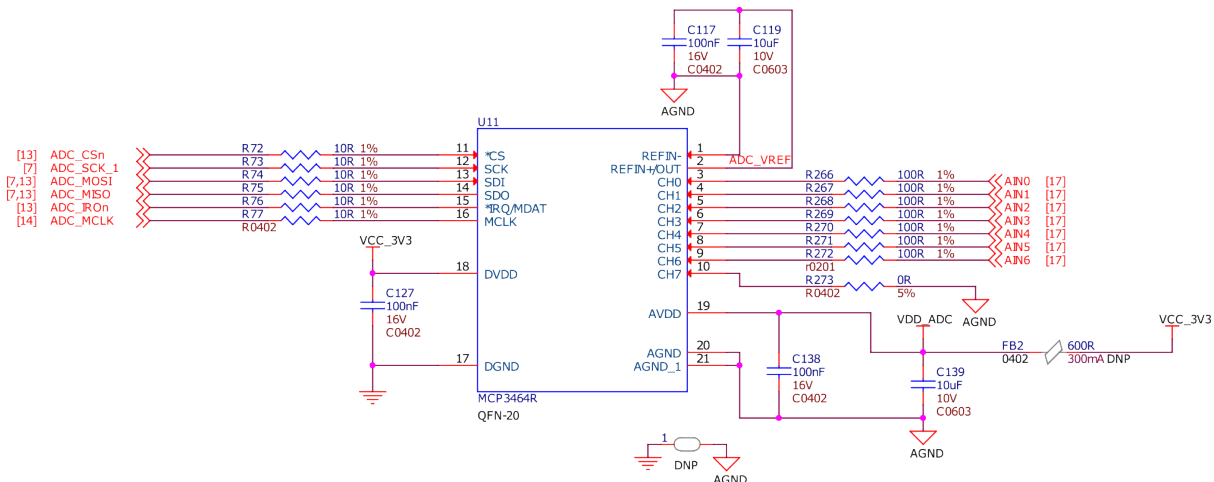 C117
100nF
16V
C0402
C119
10uF
10V
C0603
AGND
U11
[13] ADC_CSn R72 10R 1% 11 *CS
[7] ADC_SCK_1 R73 10R 1% 12 SCK
[7,13] ADC_MOSI R74 10R 1% 13 SDI
[7,13] ADC_MISO R75 10R 1% 14 SDO
[13] ADC_IRQn R76 10R 1% 15 *IRQ/MDAT
[14] ADC_MCLK R77 10R 1% 16 MCLK
R0402
REFIN- 1
REFIN+/OUT 2 ADC_VREF
CH0 3 R266 100R 1% AIN0 [17]
CH1 4 R267 100R 1% AIN1 [17]
CH2 5 R268 100R 1% AIN2 [17]
CH3 6 R269 100R 1% AIN3 [17]
CH4 7 R270 100R 1% AIN4 [17]
CH5 8 R271 100R 1% AIN5 [17]
CH6 9 R272 100R 1% AIN6 [17]
r0201
CH7 10 R273 0R
R0402 5%
AGND
VCC_3V3
18 DVDD
C127
100nF
16V
C0402
17 DGND
AVDD 19
AGND 20
AGND_1 21
VDD_ADC
VCC_3V3
FB2 600R
0402 300mA DNP
C138
100nF
16V
C0402
C139
10uF
10V
C0603
AGND
MCP3464R
QFN-20
1
DNP
AGND